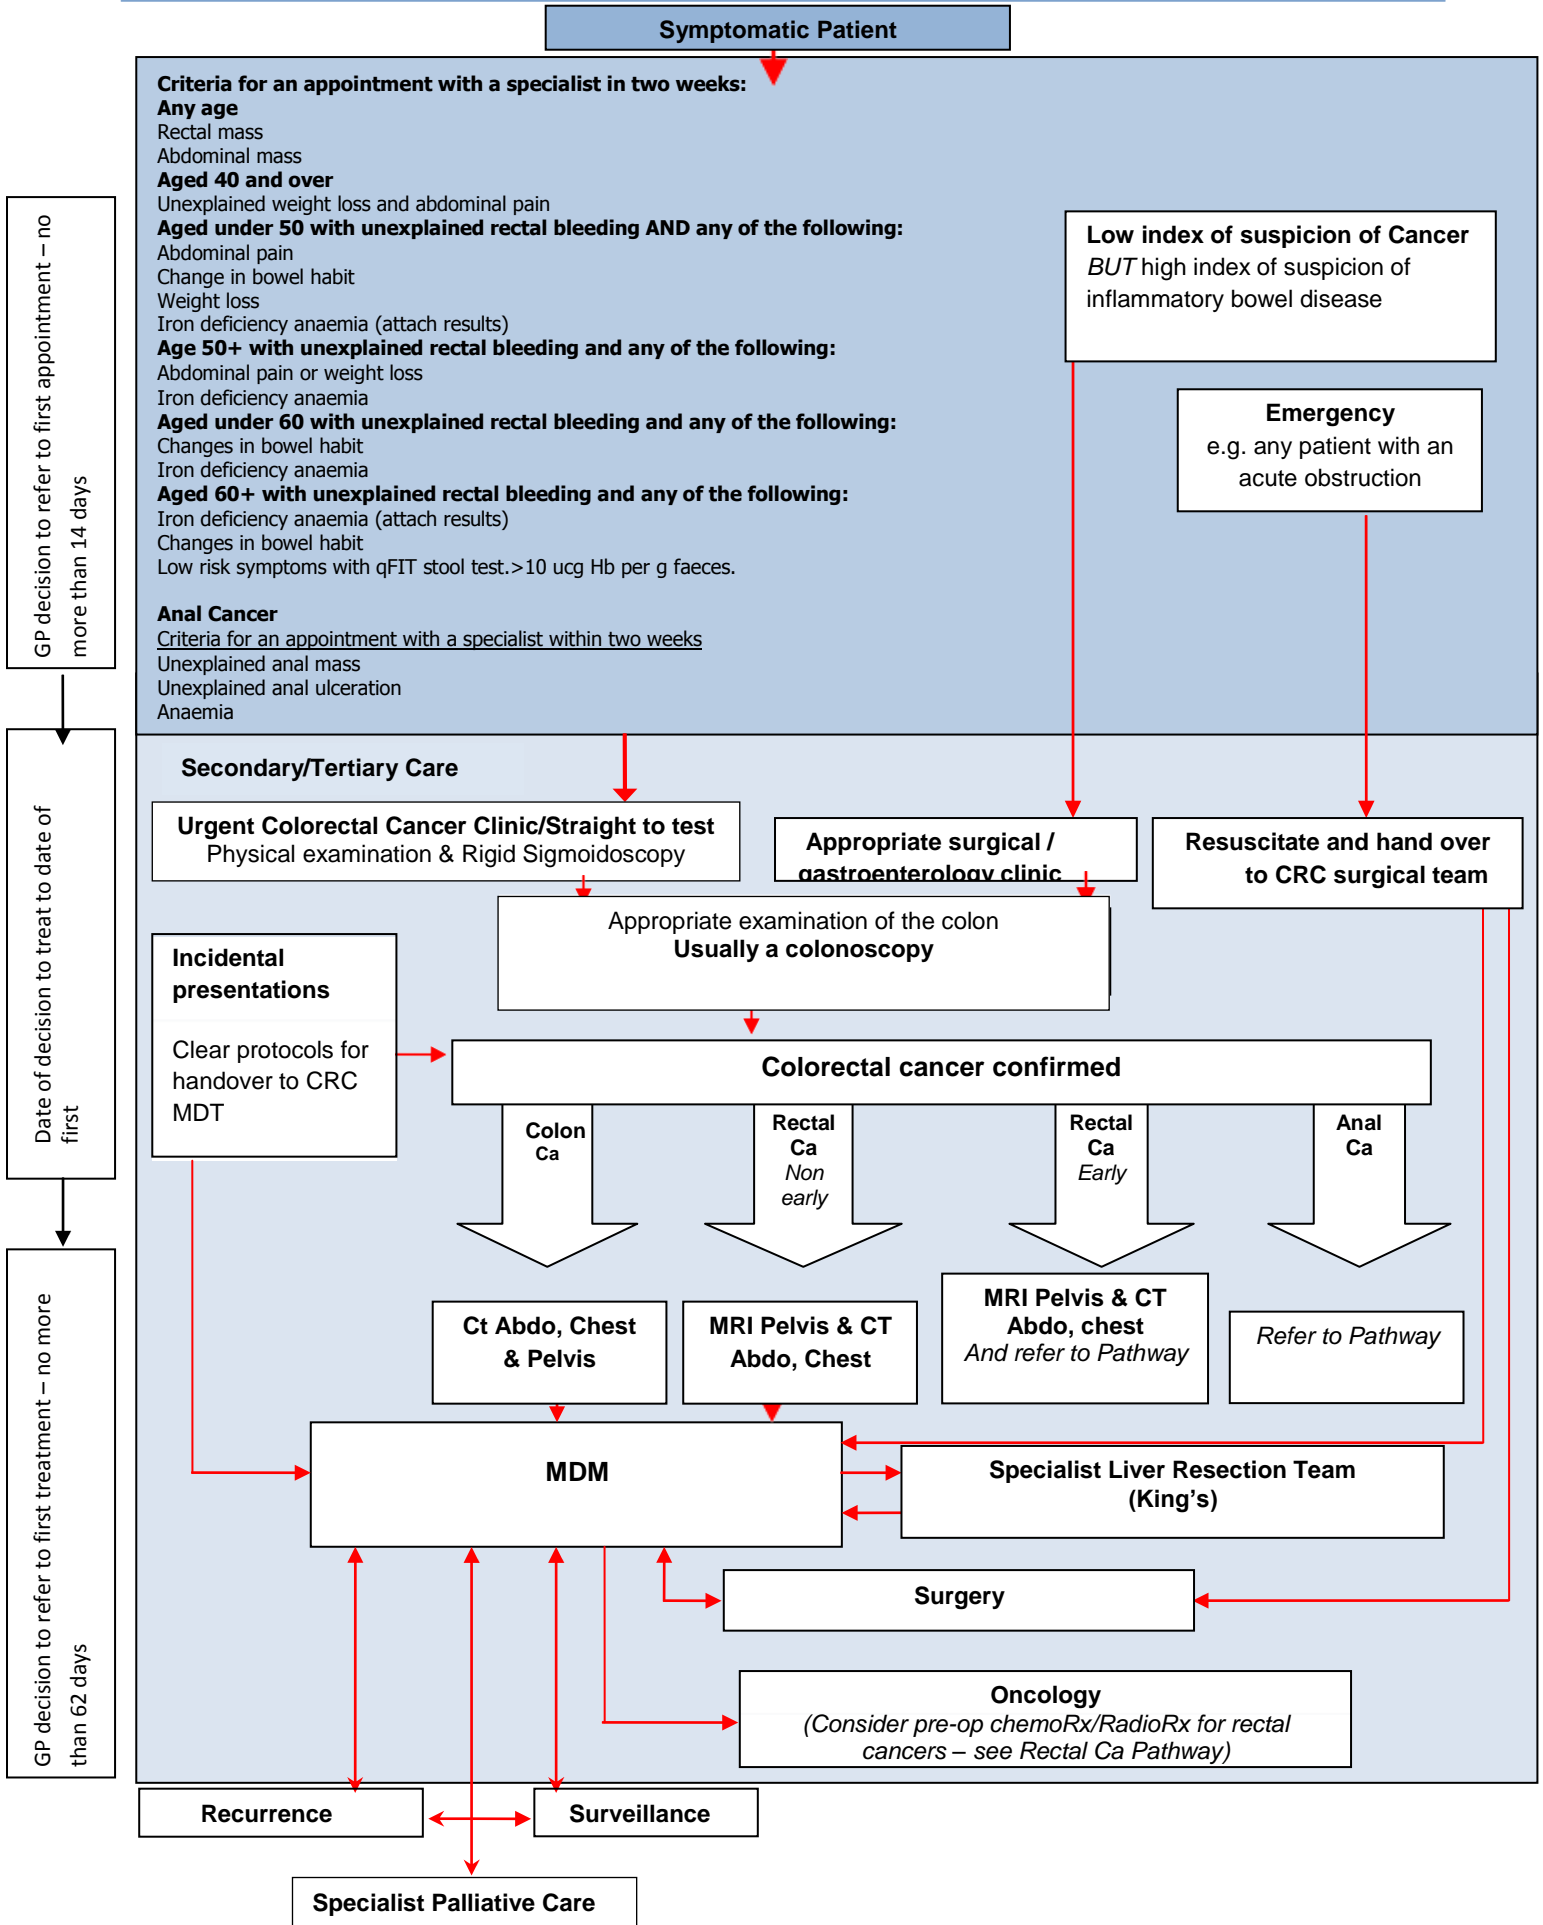 Symptomatic Patient
Criteria for an appointment with a specialist in two weeks:
Any age
Rectal mass
Abdominal mass
Aged 40 and over
Unexplained weight loss and abdominal pain
Aged under 50 with unexplained rectal bleeding AND any of the following:
Abdominal pain
Change in bowel habit
Weight loss
Iron deficiency anaemia (attach results)
Age 50+ with unexplained rectal bleeding and any of the following:
Abdominal pain or weight loss
Iron deficiency anaemia
Aged under 60 with unexplained rectal bleeding and any of the following:
Changes in bowel habit
Iron deficiency anaemia
Aged 60+ with unexplained rectal bleeding and any of the following:
Iron deficiency anaemia (attach results)
Changes in bowel habit
Low risk symptoms with qFIT stool test.>10 ucg Hb per g faeces.
Anal Cancer
Criteria for an appointment with a specialist within two weeks
Unexplained anal mass
Unexplained anal ulceration
Anaemia
Low index of suspicion of Cancer
BUT high index of suspicion of
inflammatory bowel disease
Emergency
e.g. any patient with an
acute obstruction
GP decision to refer to first appointment – no
more than 14 days
Date of decision to treat to date of
first
GP decision to refer to first treatment – no more
than 62 days
Secondary/Tertiary Care
Urgent Colorectal Cancer Clinic/Straight to test
Physical examination & Rigid Sigmoidoscopy
Appropriate surgical /
gastroenterology clinic
Resuscitate and hand over
to CRC surgical team
Appropriate examination of the colon
Usually a colonoscopy
Incidental
presentations
Clear protocols for
handover to CRC
MDT
Colorectal cancer confirmed
Colon
Ca
Rectal
Ca
Non
early
Rectal
Ca
Early
Anal
Ca
Ct Abdo, Chest
& Pelvis
MRI Pelvis & CT
Abdo, Chest
MRI Pelvis & CT
Abdo, chest
And refer to Pathway
Refer to Pathway
MDM
Specialist Liver Resection Team
(King's)
Surgery
Oncology
(Consider pre-op chemoRx/RadioRx for rectal
cancers – see Rectal Ca Pathway)
Recurrence
Surveillance
Specialist Palliative Care